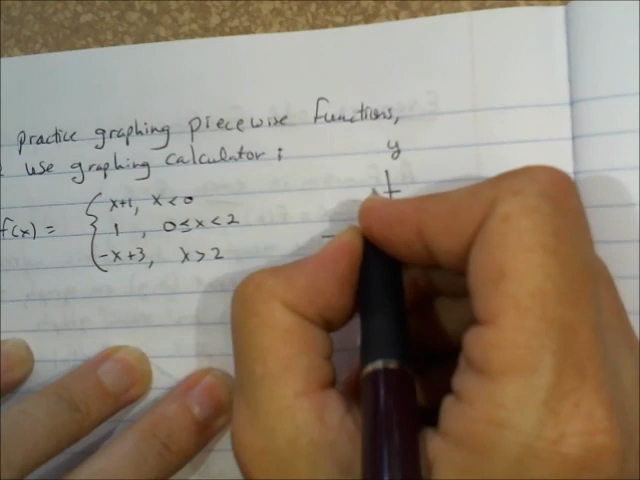 practice graphing piecewise functions,
use graphing calculator:
y
f(x) = { x+1, x<0
1, 0≤x<2
-x+3, x>2